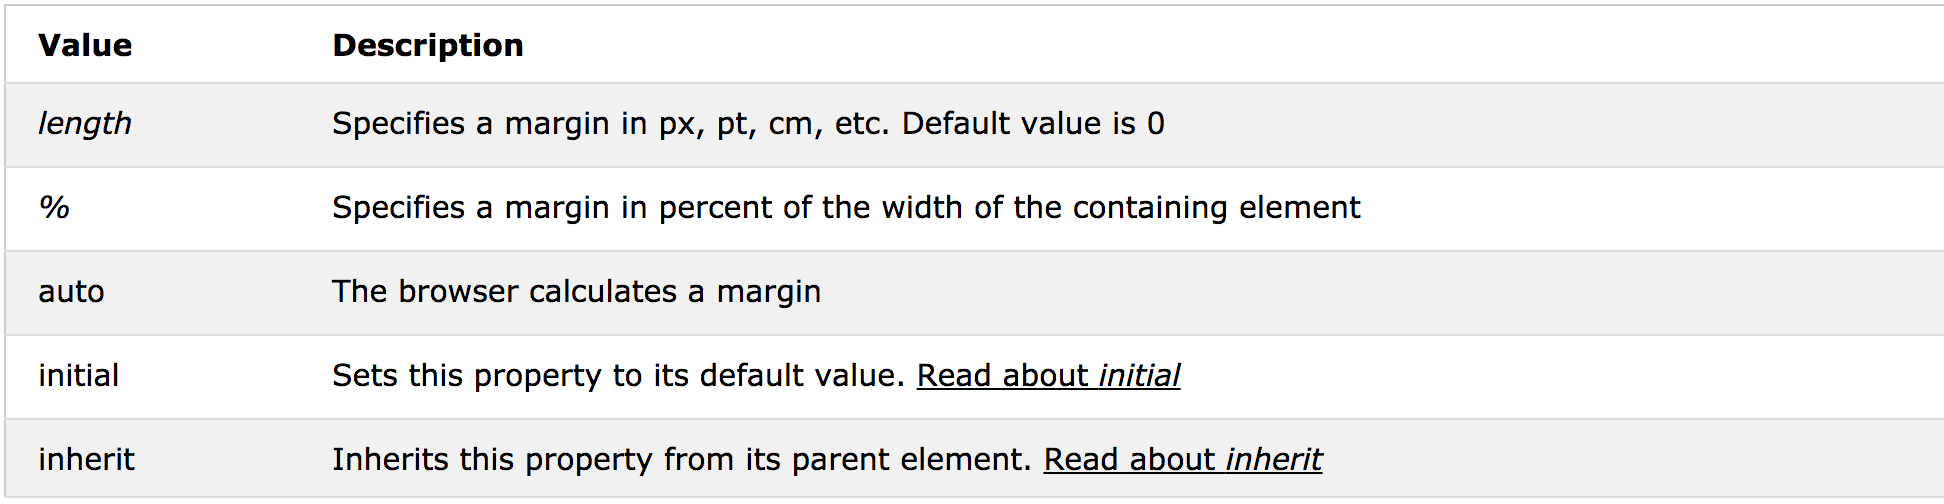 Value Description
length Specifies a margin in px, pt, cm, etc. Default value is 0
% Specifies a margin in percent of the width of the containing element
auto The browser calculates a margin
initial Sets this property to its default value. Read about initial
inherit Inherits this property from its parent element. Read about inherit